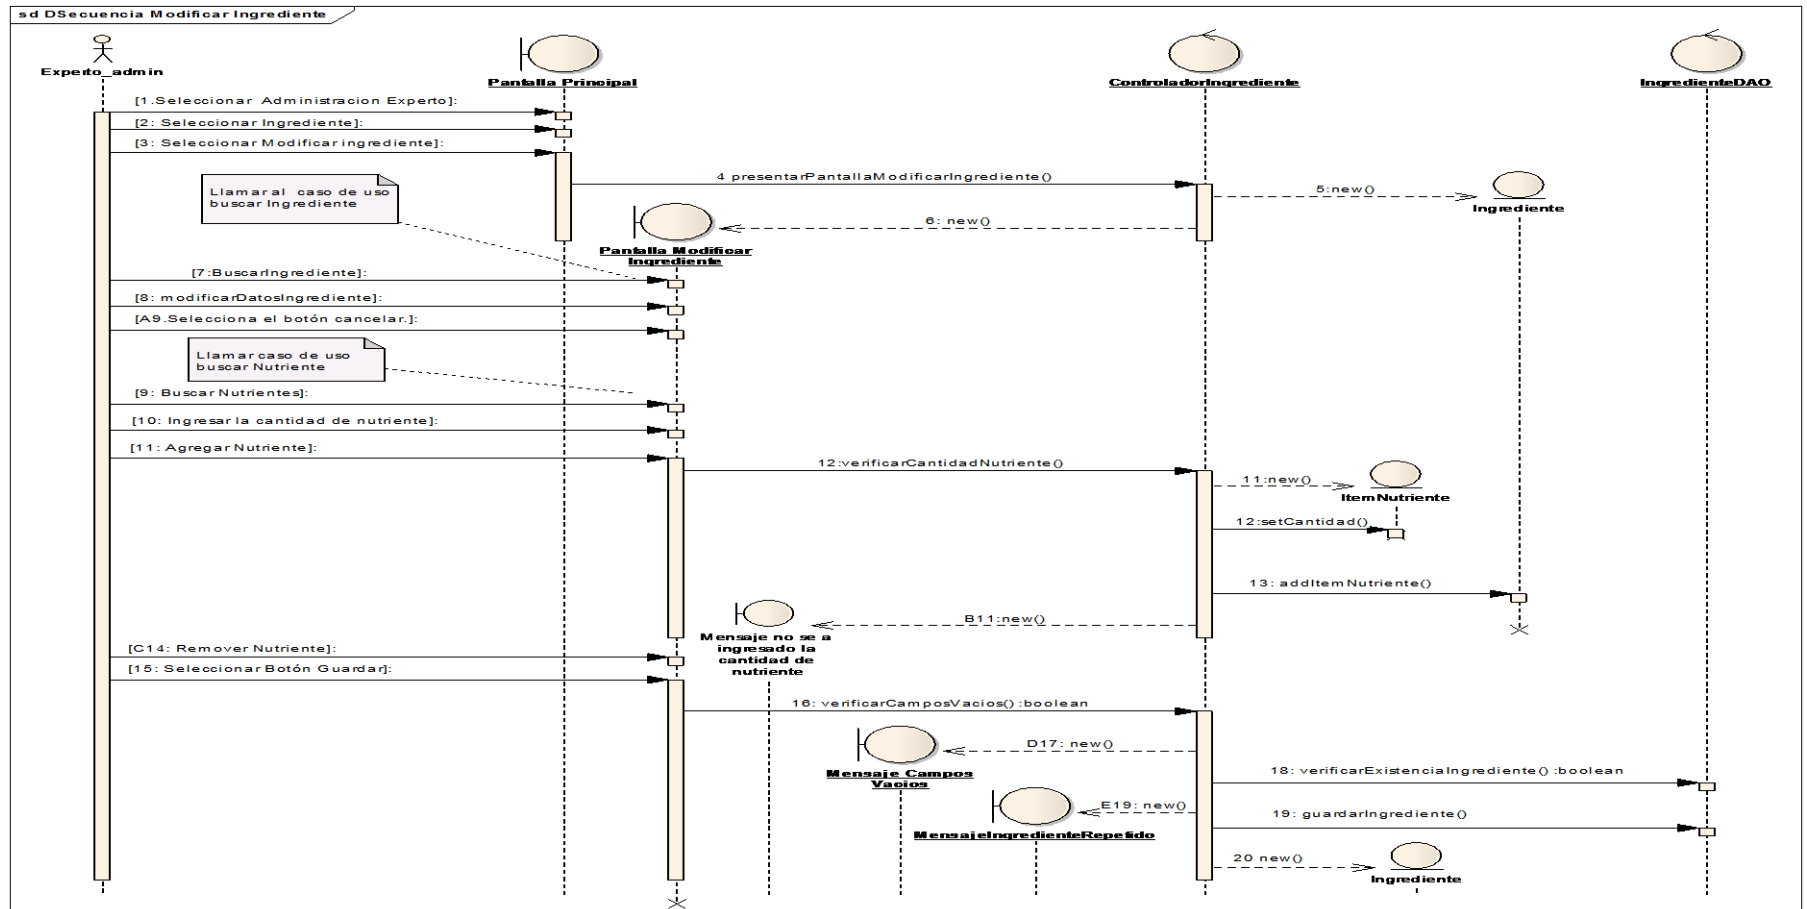 sd DSecuencia Modificar Ingrediente
Experto_admin
Pantalla Principal
ControladorIngrediente
IngredienteDAO
[1.Seleccionar Administracion Experto]:
[2: Seleccionar Ingrediente]:
[3: Seleccionar Modificar ingrediente]:
4 presentarPantallaModificarIngrediente()
Llamar al caso de uso
buscar Ingrediente
5:new()
Ingrediente
6: new()
Pantalla Modificar
Ingrediente
[7:BuscarIngrediente]:
[8: modificarDatosIngrediente]:
[A9.Selecciona el botón cancelar.]:
Llamar caso de uso
buscar Nutriente
[9: Buscar Nutrientes]:
[10: Ingresar la cantidad de nutriente]:
[11: Agregar Nutriente]:
12:verificarCantidadNutriente()
11:new()
ItemNutriente
12:setCantidad()
13: addItemNutriente()
B11:new()
Mensaje no se a
ingresado la
cantidad de
nutriente
[C14: Remover Nutriente]:
[15: Seleccionar Botón Guardar]:
16: verificarCamposVacios() :boolean
D17: new()
Mensaje Campos
Vacios
18: verificarExistenciaIngrediente() :boolean
E19: new()
MensajeIngredienteRepetido
19: guardarIngrediente()
20 new()
Ingrediente